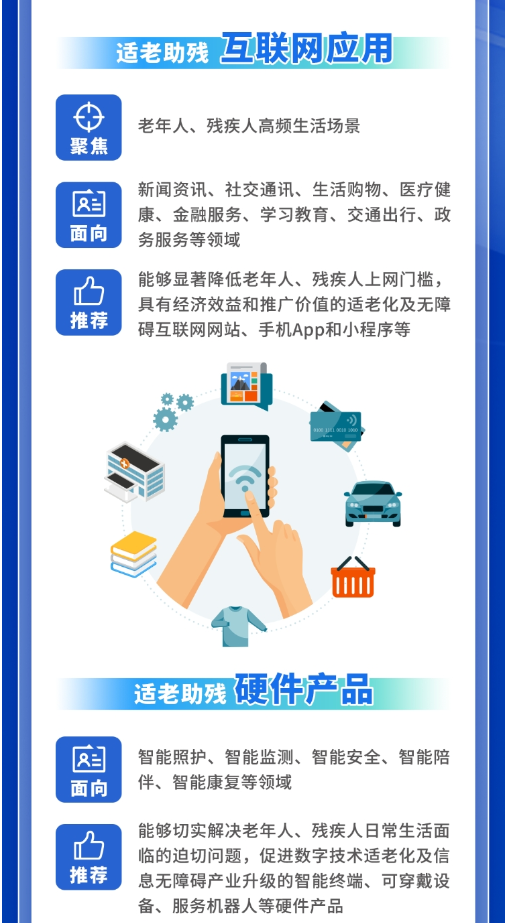 适老助残 互联网应用
聚焦
老年人、残疾人高频生活场景
面向
新闻资讯、社交通讯、生活购物、医疗健
康、金融服务、学习教育、交通出行、政
务服务等领域
推荐
能够显著降低老年人、残疾人上网门槛，
具有经济效益和推广价值的适老化及无障
碍互联网网站、手机App和小程序等
适老助残 硬件产品
面向
智能照护、智能监测、智能安全、智能陪
伴、智能康复等领域
推荐
能够切实解决老年人、残疾人日常生活面
临的迫切问题，促进数字技术适老化及信
息无障碍产业升级的智能终端、可穿戴设
备、服务机器人等硬件产品